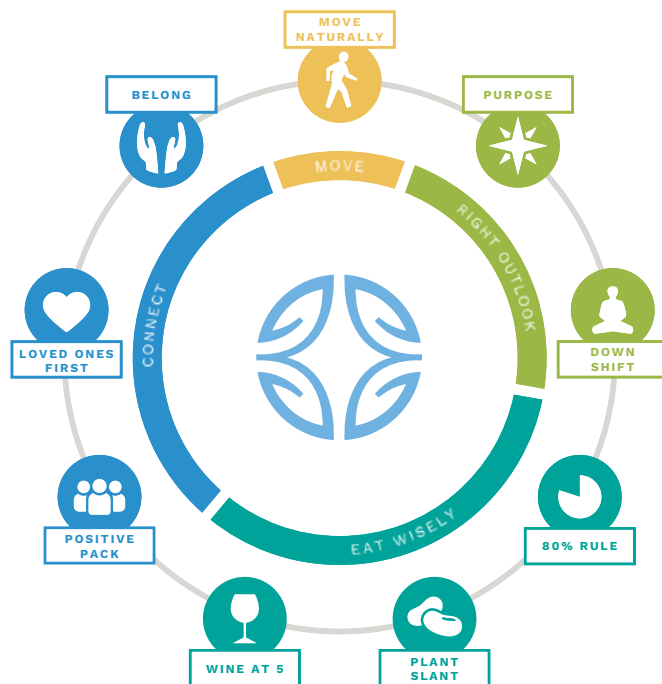 MOVE
NATURALLY
BELONG
PURPOSE
MOVE
RIGHT OUTLOOK
CONNECT
LOVED ONES
FIRST
DOWN
SHIFT
POSITIVE
PACK
80% RULE
EAT WISELY
WINE AT 5
PLANT
SLANT